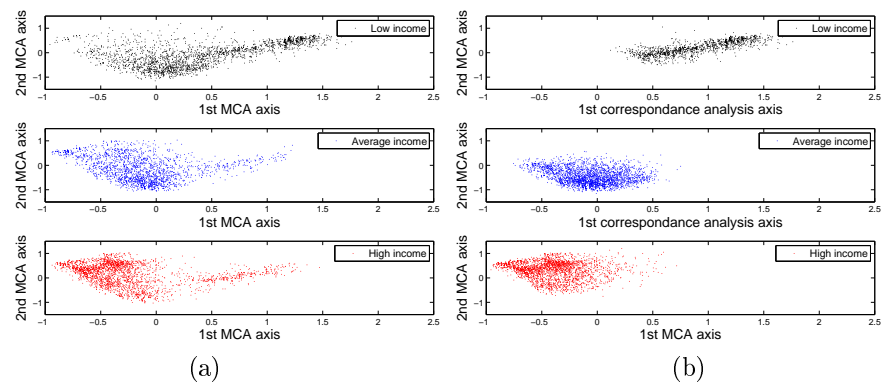 2nd MCA axis
1
0
−1
−1 −0.5 0 0.5 1 1.5 2 2.5
1st MCA axis
Low income
2nd MCA axis
1
0
−1
−1 −0.5 0 0.5 1 1.5 2 2.5
1st MCA axis
Average income
2nd MCA axis
1
0
−1
−1 −0.5 0 0.5 1 1.5 2 2.5
1st MCA axis
High income
(a)
2nd MCA axis
1
0
−1
−1 −0.5 0 0.5 1 1.5 2 2.5
1st correspondance analysis axis
Low income
2nd MCA axis
1
0
−1
−1 −0.5 0 0.5 1 1.5 2 2.5
1st correspondance analysis axis
Average income
2nd MCA axis
1
0
−1
−1 −0.5 0 0.5 1 1.5 2 2.5
1st MCA axis
High income
(b)